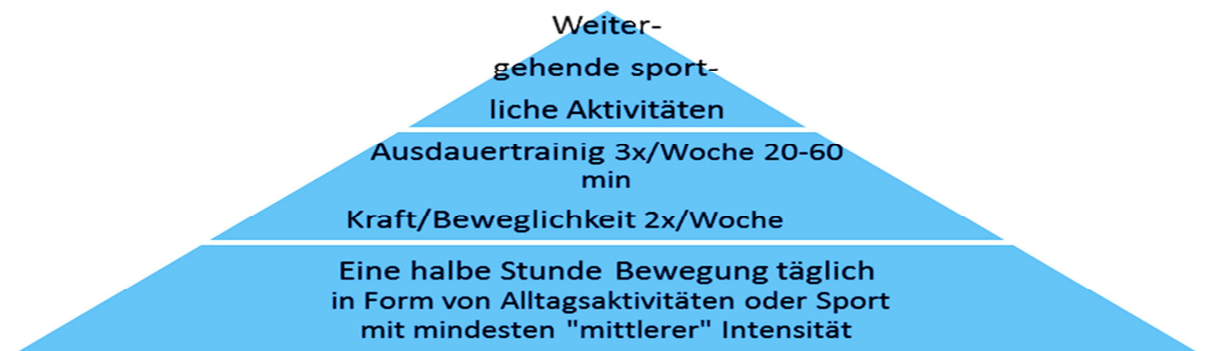 Weiter-
gehende sport-
liche Aktivitäten
Ausdauertrainig 3x/Woche 20-60
min
Kraft/Beweglichkeit 2x/Woche
Eine halbe Stunde Bewegung täglich
in Form von Alltagsaktivitäten oder Sport
mit mindesten "mittlerer" Intensität